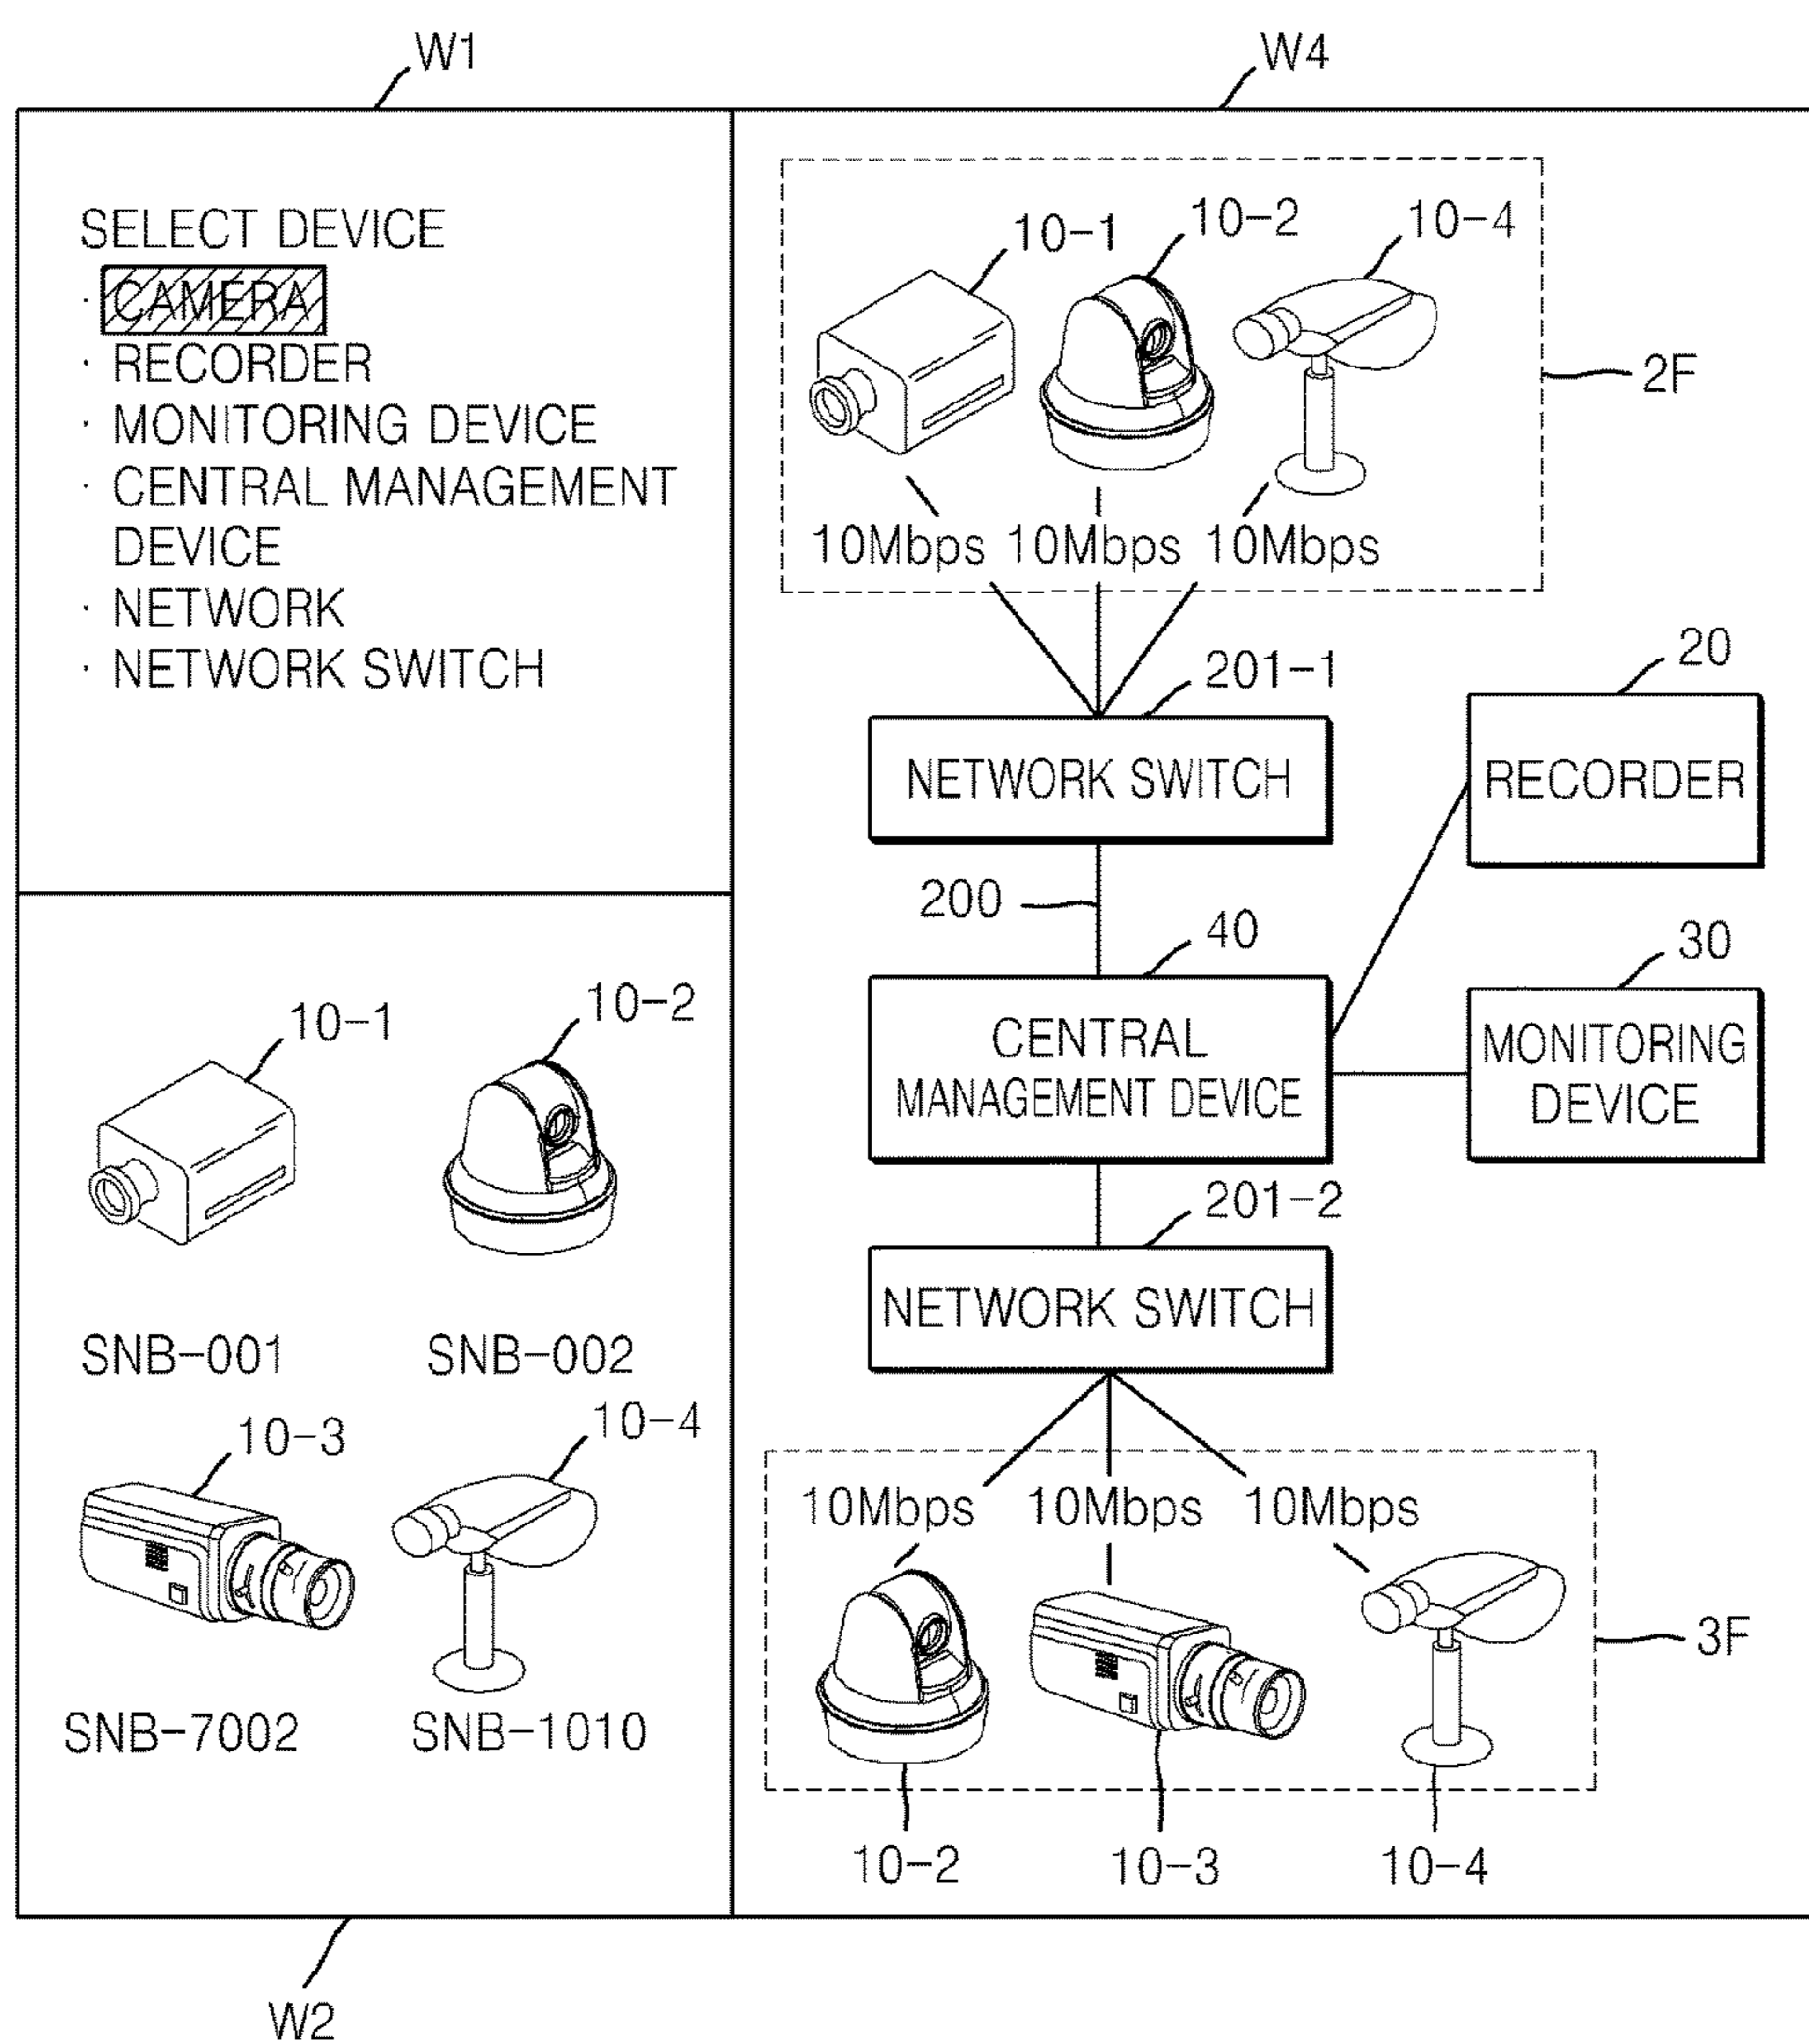 W1
W4
SELECT DEVICE
· CAMERA
· RECORDER
· MONITORING DEVICE
· CENTRAL MANAGEMENT
DEVICE
· NETWORK
· NETWORK SWITCH
10-1
10-2
SNB-001
SNB-002
10-3
10-4
SNB-7002
SNB-1010
W2
10-1
10-2
10-4
2F
10Mbps 10Mbps 10Mbps
201-1
NETWORK SWITCH
20
RECORDER
200
40
CENTRAL
MANAGEMENT DEVICE
30
MONITORING
DEVICE
201-2
NETWORK SWITCH
10Mbps 10Mbps 10Mbps
3F
10-2
10-3
10-4